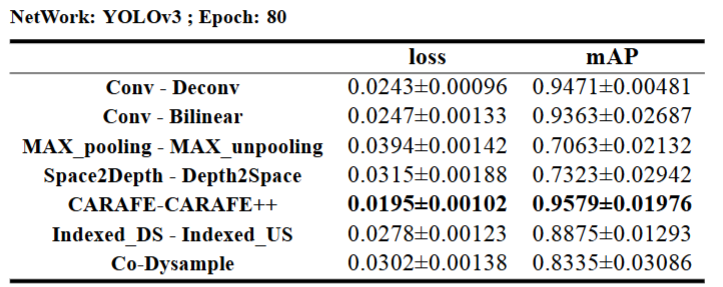 NetWork: YOLOv3 ; Epoch: 80
loss mAP
Conv - Deconv 0.0243±0.00096 0.9471±0.00481
Conv - Bilinear 0.0247±0.00133 0.9363±0.02687
MAX_pooling - MAX_unpooling 0.0394±0.00142 0.7063±0.02132
Space2Depth - Depth2Space 0.0315±0.00188 0.7323±0.02942
CARAFE-CARAFE++ 0.0195±0.00102 0.9579±0.01976
Indexed_DS - Indexed_US 0.0278±0.00123 0.8875±0.01293
Co-Dysample 0.0302±0.00138 0.8335±0.03086